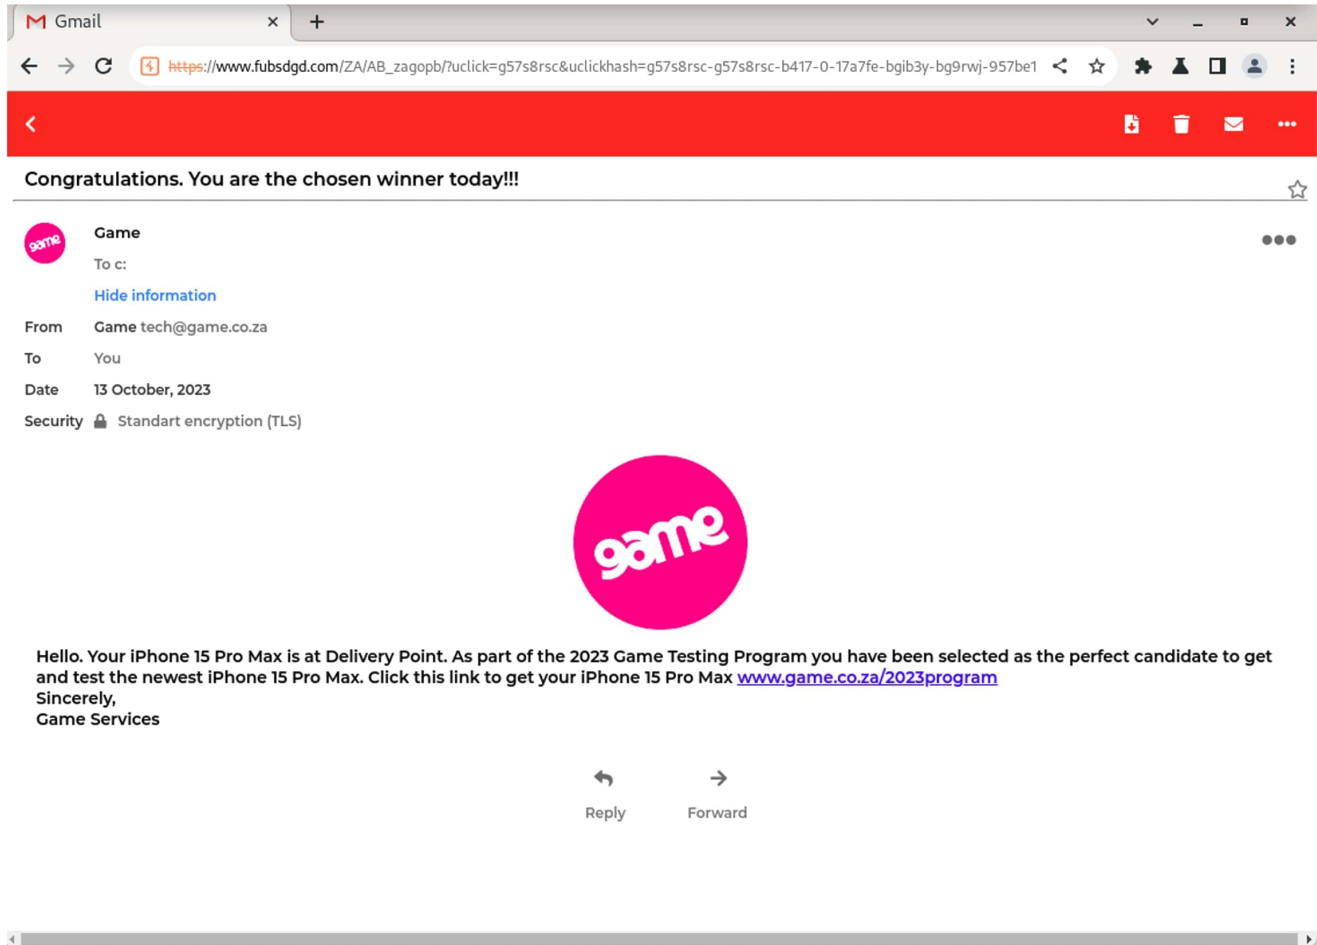 Gmail
https://www.fubsdgd.com/ZA/AB_zagopb/?uclick=g57s8rsc&uclickhash=g57s8rsc-g57s8rsc-b417-0-17a7fe-bgib3y-bg9rwj-957be1
Congratulations. You are the chosen winner today!!!
game
Game
To c:
Hide information
From Game tech@game.co.za
To You
Date 13 October, 2023
Security Standart encryption (TLS)
game
Hello. Your iPhone 15 Pro Max is at Delivery Point. As part of the 2023 Game Testing Program you have been selected as the perfect candidate to get
and test the newest iPhone 15 Pro Max. Click this link to get your iPhone 15 Pro Max www.game.co.za/2023program
Sincerely,
Game Services
Reply Forward